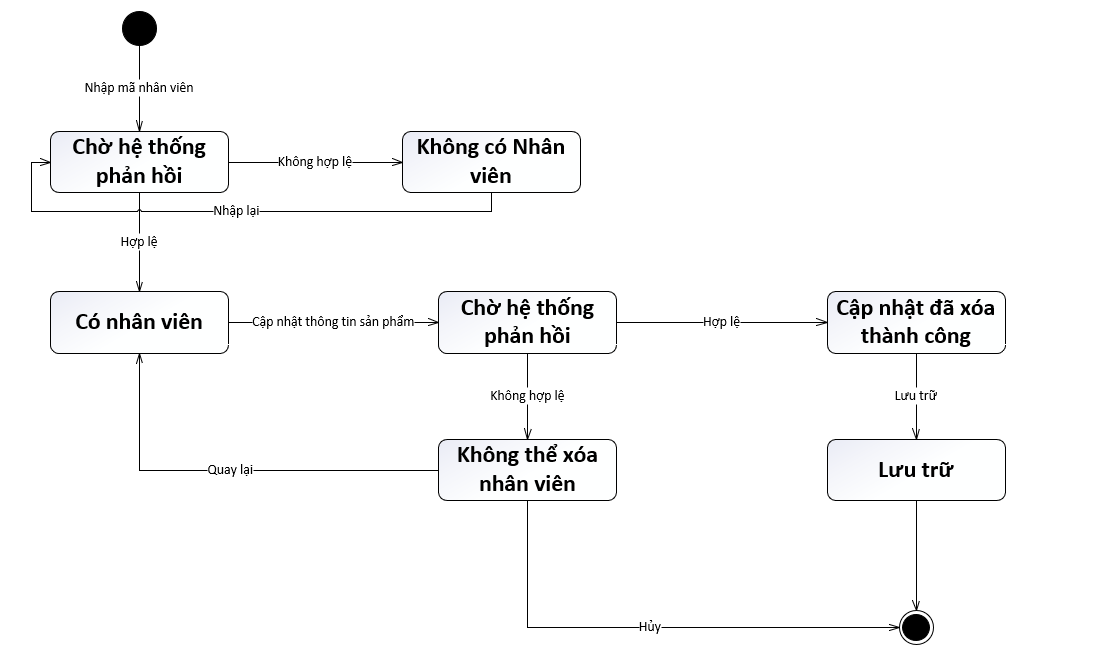 Nhập mã nhân viên
Chờ hệ thống
phản hồi
Không hợp lệ
Không có Nhân
viên
Nhập lại
Hợp lệ
Có nhân viên
Cập nhật thông tin sản phẩm
Chờ hệ thống
phản hồi
Hợp lệ
Cập nhật đã xóa
thành công
Không hợp lệ
Lưu trữ
Quay lại
Không thể xóa
nhân viên
Lưu trữ
Hủy